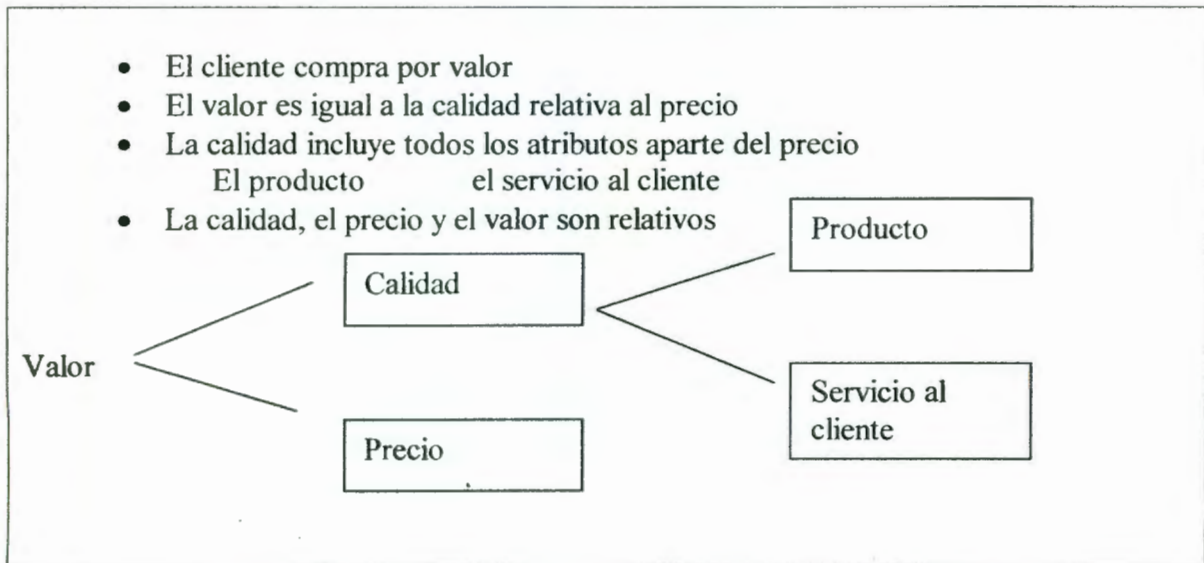 • El cliente compra por valor
• El valor es igual a la calidad relativa al precio
• La calidad incluye todos los atributos aparte del precio
El producto el servicio al cliente
• La calidad, el precio y el valor son relativos
Producto
Calidad
Valor
Servicio al
cliente
Precio